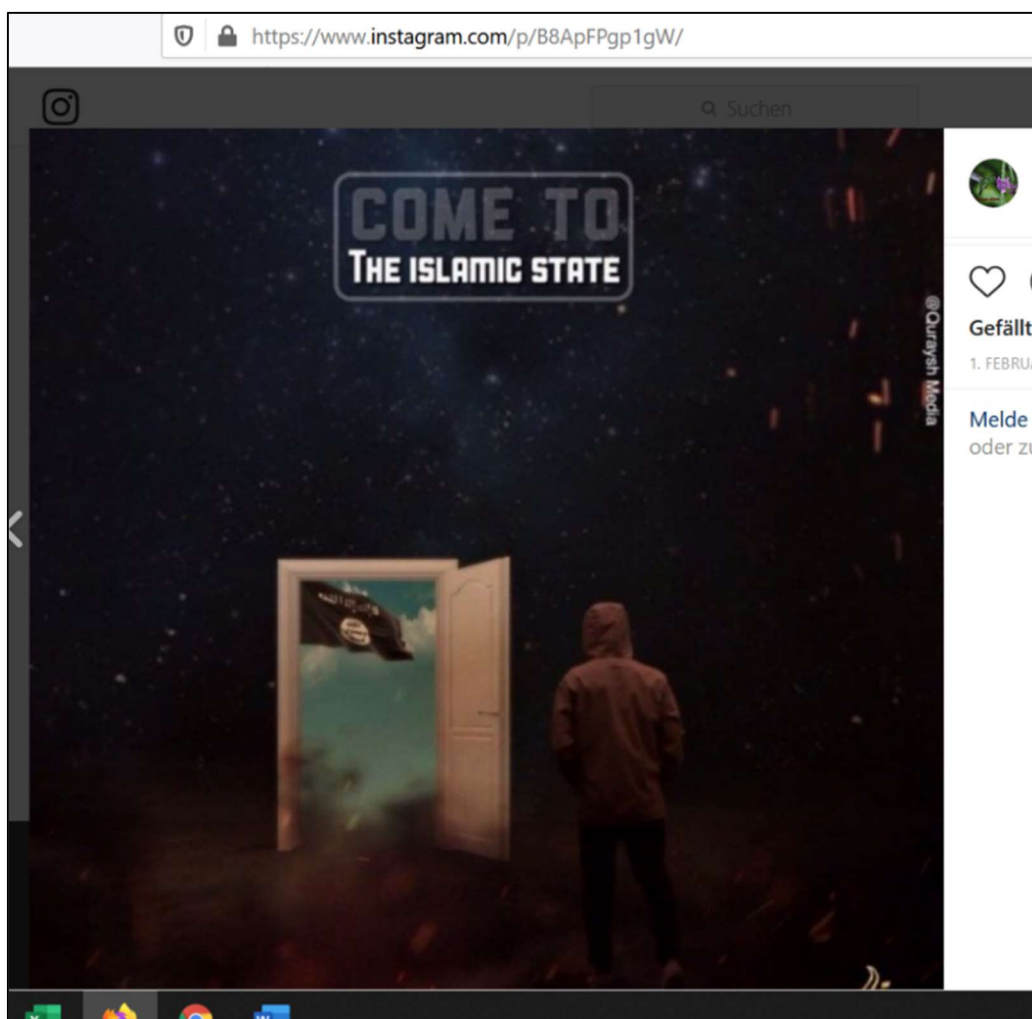 https://www.instagram.com/p/B8ApFPgp1gW/
Suchen
COME TO
THE ISLAMIC STATE
@Quraysh Media
Gefällt
1. FEBRU
Melde
oder zu